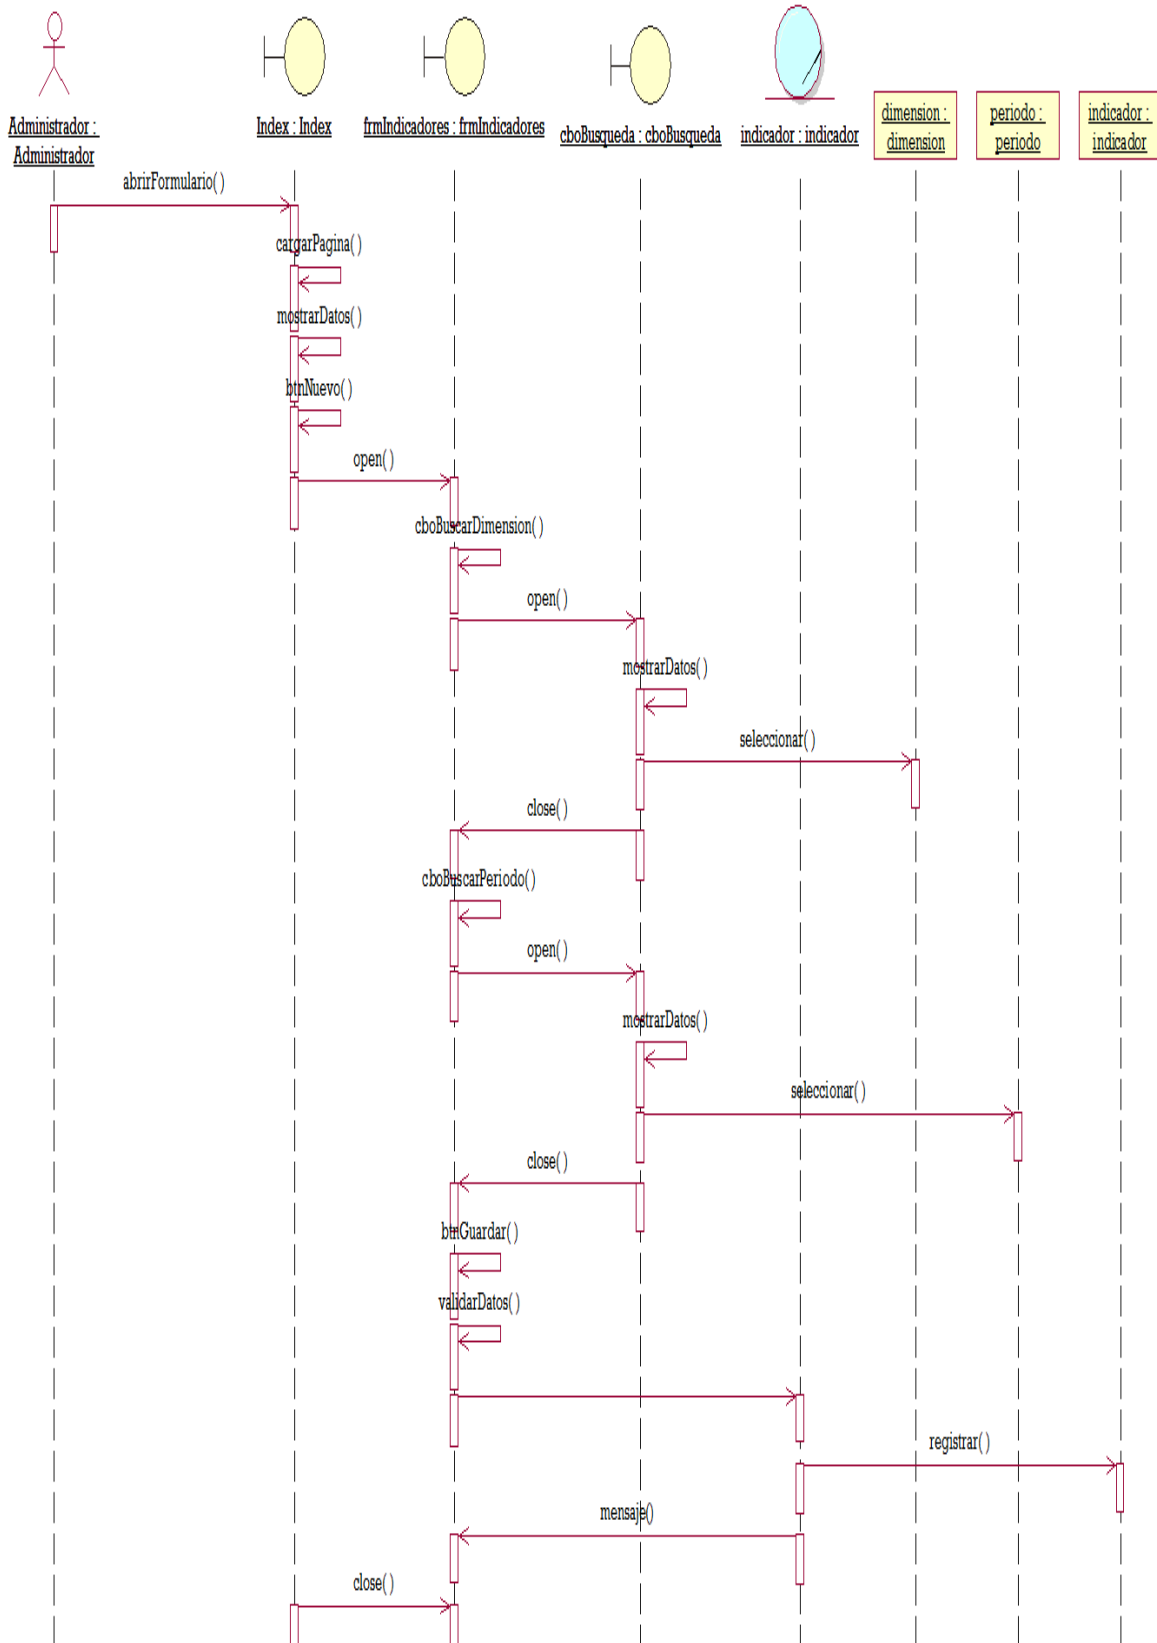 Administrador :
Administrador
Index : Index
frmIndicadores : frmIndicadores
cboBusqueda : cboBusqueda
indicador : indicador
dimension :
dimension
periodo :
periodo
indicador :
indicador
abrirFormulario( )
cargarPagina( )
mostrarDatos( )
btnNuevo( )
open( )
cboBuscarDimension( )
open( )
mostrarDatos( )
seleccionar( )
close( )
cboBuscarPeriodo( )
open( )
mostrarDatos( )
seleccionar( )
close( )
btnGuardar( )
validarDatos( )
registrar( )
mensaje()
close( )